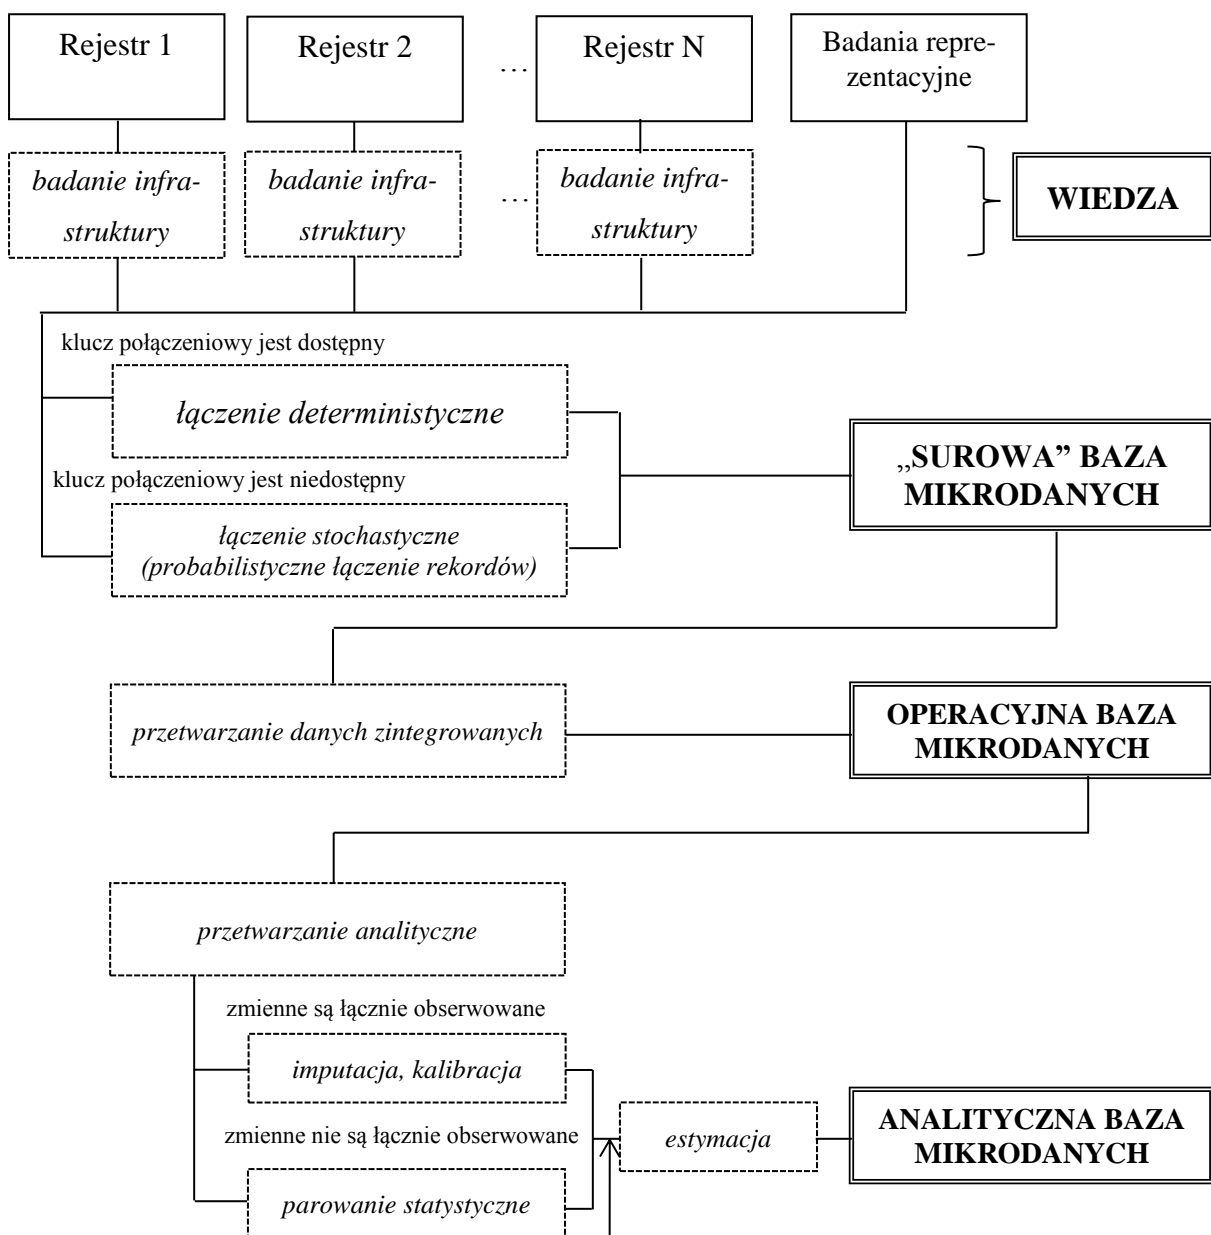 Rejestr 1
Rejestr 2
…
Rejestr N
Badania repre-
zentacyjne
badanie infra-
struktury
badanie infra-
struktury
…
badanie infra-
struktury
WIEDZA
klucz połączeniowy jest dostępny
łączenie deterministyczne
klucz połączeniowy jest niedostępny
łączenie stochastyczne
(probabilistyczne łączenie rekordów)
„SUROWA” BAZA
MIKRODANYCH
przetwarzanie danych zintegrowanych
OPERACYJNA BAZA
MIKRODANYCH
przetwarzanie analityczne
zmienne są łącznie obserwowane
imputacja, kalibracja
zmienne nie są łącznie obserwowane
parowanie statystyczne
estymacja
ANALITYCZNA BAZA
MIKRODANYCH